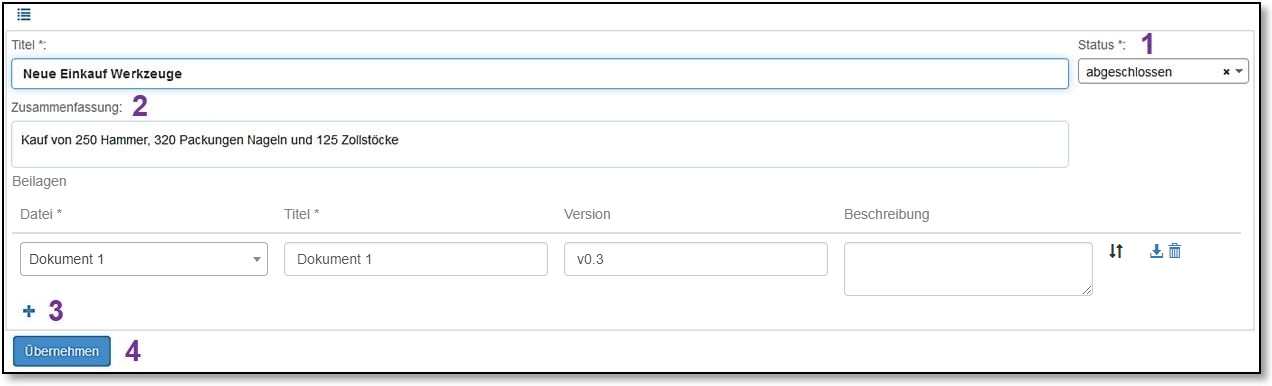 Titel *:
Status *: 1
Neue Einkauf Werkzeuge
abgeschlossen × 
Zusammenfassung: 2
Kauf von 250 Hammer, 320 Packungen Nageln und 125 Zollstöcke
Beilagen
Datei * Titel * Version Beschreibung
Dokument 1 Dokument 1 v0.3
3
Übernehmen 4